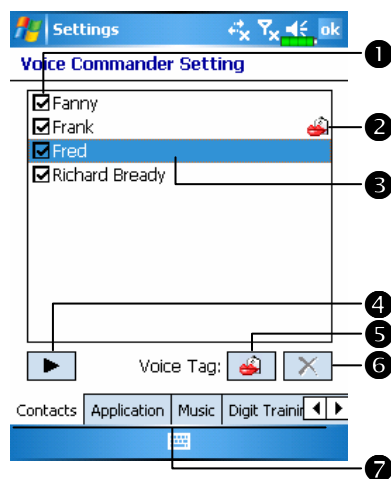 Settings ok
Voice Commander Setting
1
Fanny
Frank
2
Fred
3
Richard Bready
4
5
Voice Tag:
6
Contacts Application Music Digit Trainin
7